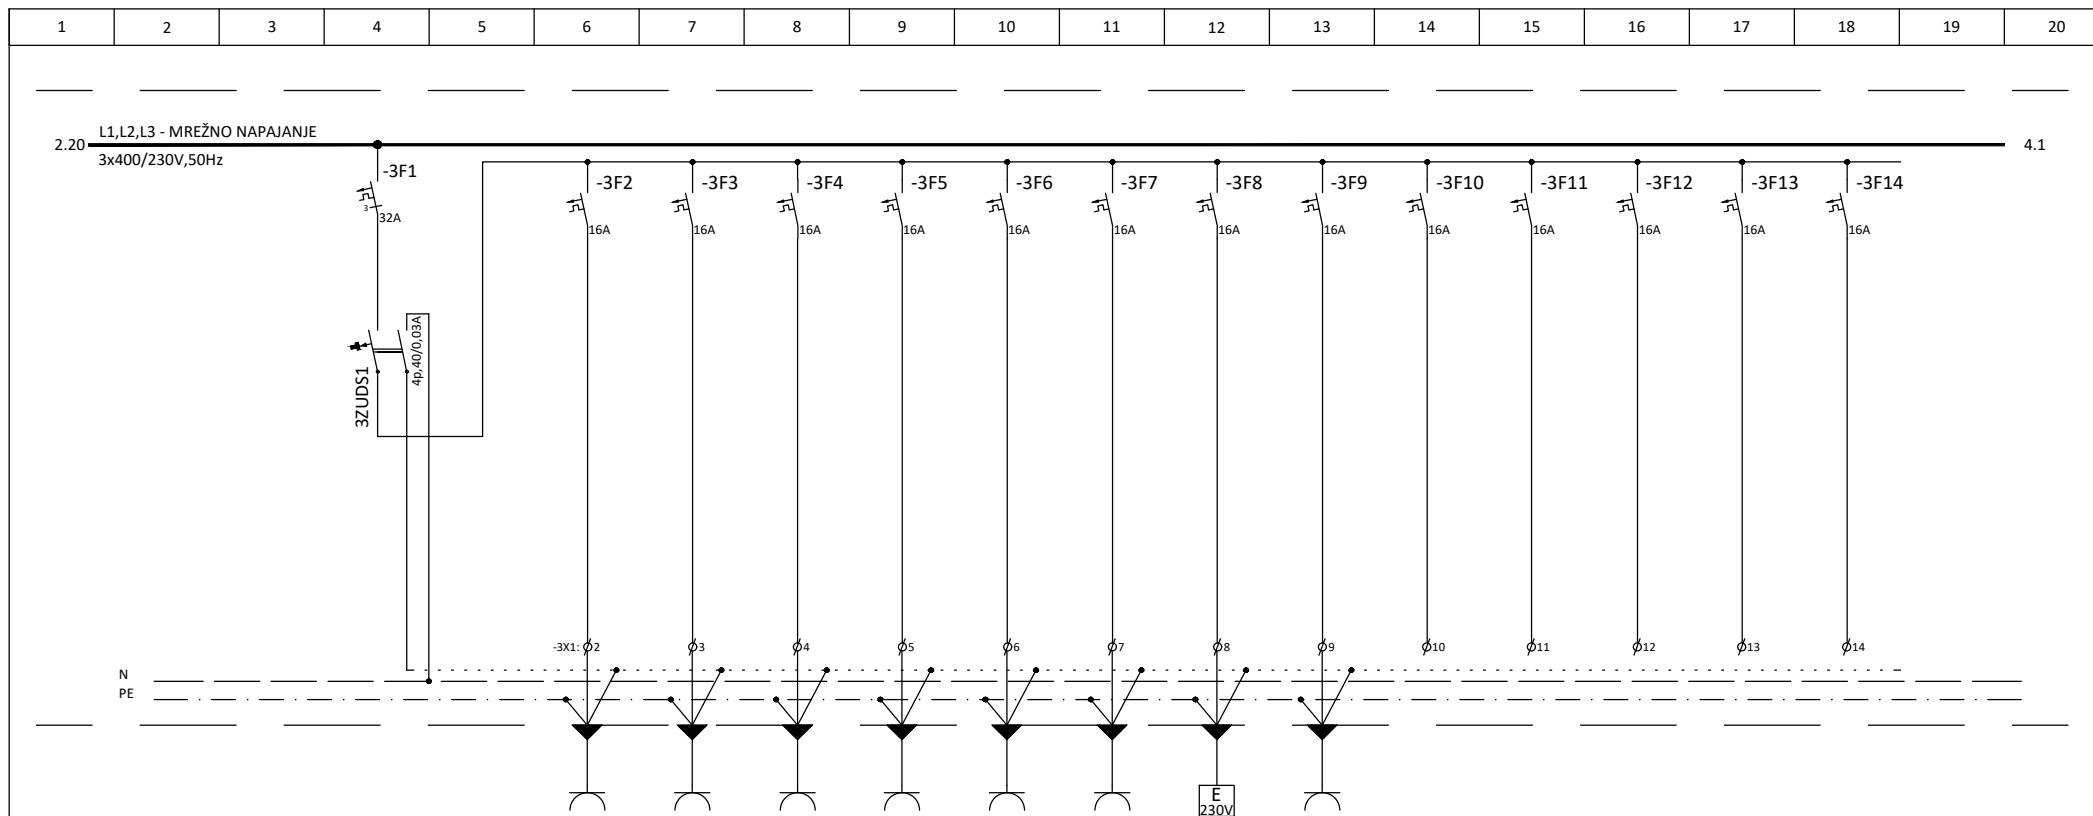 1 2 3 4 5 6 7 8 9 10 11 12 13 14 15 16 17 18 19 20
L1,L2,L3 - MREŽNO NAPAJANJE
2.20 4.1
3x400/230V,50Hz
-3F1 -3F2 -3F3 -3F4 -3F5 -3F6 -3F7 -3F8 -3F9 -3F10 -3F11 -3F12 -3F13 -3F14
3
32A
16A 16A 16A 16A 16A 16A 16A 16A 16A 16A 16A 16A 16A
4p,40/0,03A
3ZUDS1
-3X1: 2 3 4 5 6 7 8 9 10 11 12 13 14
N
PE
E
230V